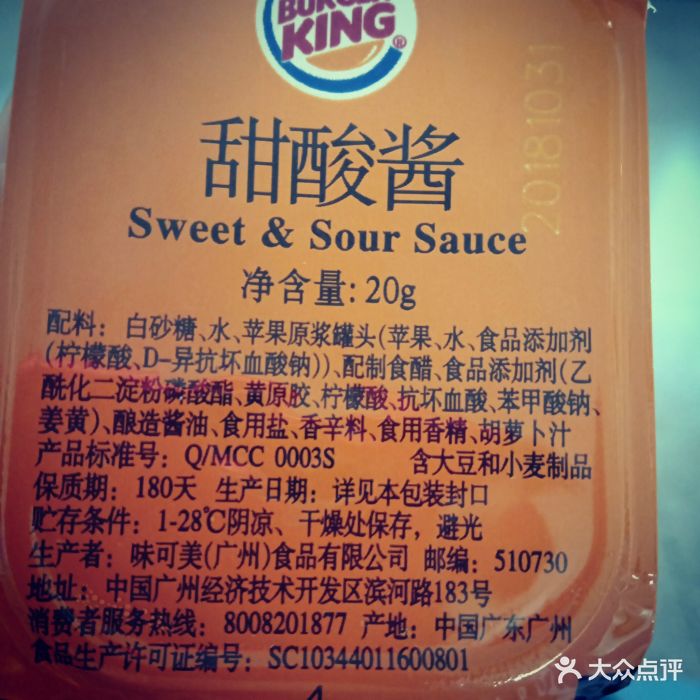 BURGER
KING®
20181031
甜酸酱
Sweet & Sour Sauce
净含量: 20g
配料：白砂糖、水、苹果原浆罐头(苹果、水、食品添加剂
(柠檬酸、D-异抗坏血酸钠))、配制食醋、食品添加剂(乙
酰化二淀粉磷酸酯、黄原胶、柠檬酸、抗坏血酸、苯甲酸钠、
姜黄)、酿造酱油、食用盐、香辛料、食用香精、胡萝卜汁
产品标准号：Q/MCC 0003S 含大豆和小麦制品
保质期：180天 生产日期：详见本包装封口
贮存条件：1-28℃阴凉、干燥处保存，避光
生产者：味可美(广州)食品有限公司 邮编：510730
地址：中国广州经济技术开发区滨河路183号
消费者服务热线：8008201877 产地：中国广东广州
食品生产许可证编号：SC10344011600801
大众点评